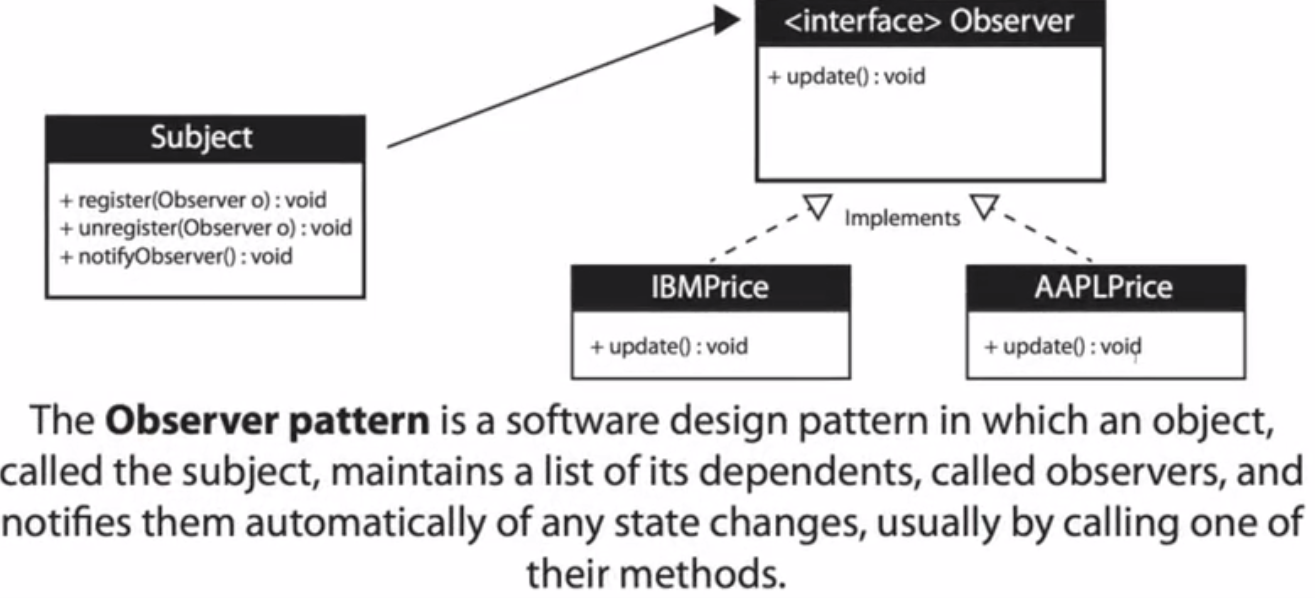 <interface> Observer
+ update() : void
Subject
+ register(Observer o) : void
+ unregister(Observer o) : void
+ notifyObserver() : void
Implements
IBMPrice
+ update() : void
AAPLPrice
+ update() : void
The Observer pattern is a software design pattern in which an object,
called the subject, maintains a list of its dependents, called observers, and
notifies them automatically of any state changes, usually by calling one of
their methods.